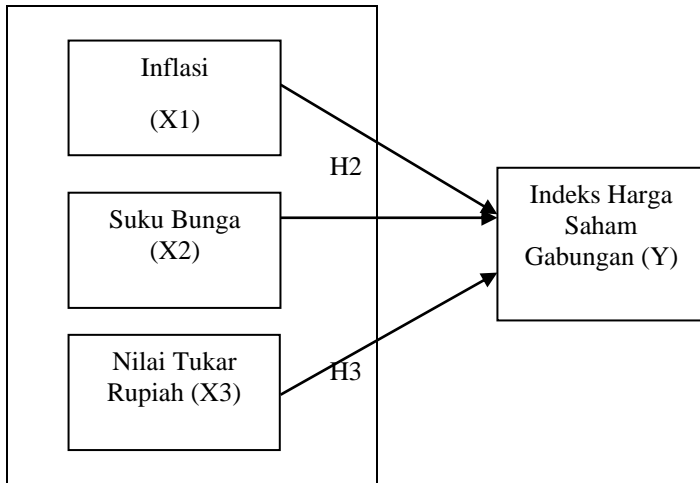 Inflasi
(X1)
H2
Suku Bunga
(X2)
Indeks Harga
Saham
Gabungan (Y)
Nilai Tukar
Rupiah (X3)
H3